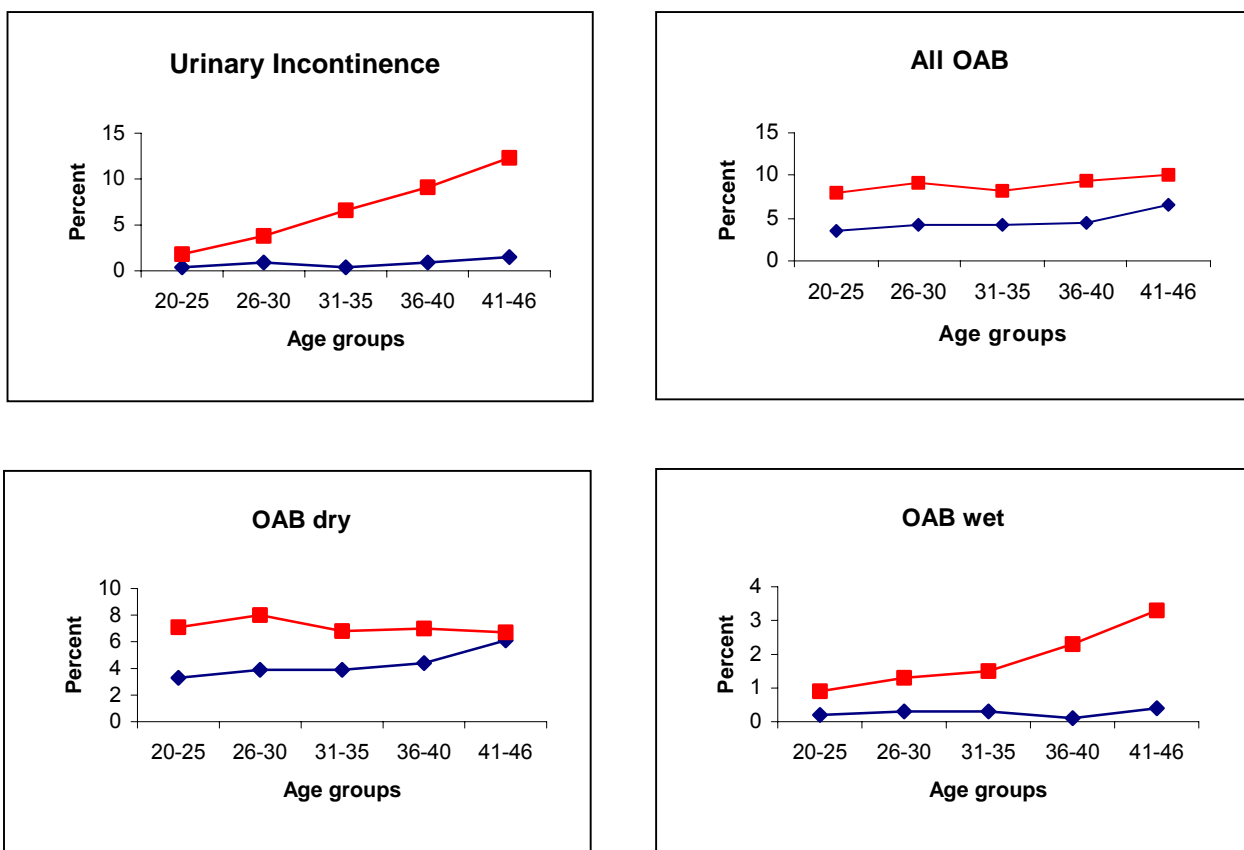 Urinary Incontinence
15
10
5
0
Percent
20-25 26-30 31-35 36-40 41-46
Age groups
All OAB
15
10
5
0
Percent
20-25 26-30 31-35 36-40 41-46
Age groups
OAB dry
10
8
6
4
2
0
Percent
20-25 26-30 31-35 36-40 41-46
Age groups
OAB wet
4
3
2
1
0
Percent
20-25 26-30 31-35 36-40 41-46
Age groups